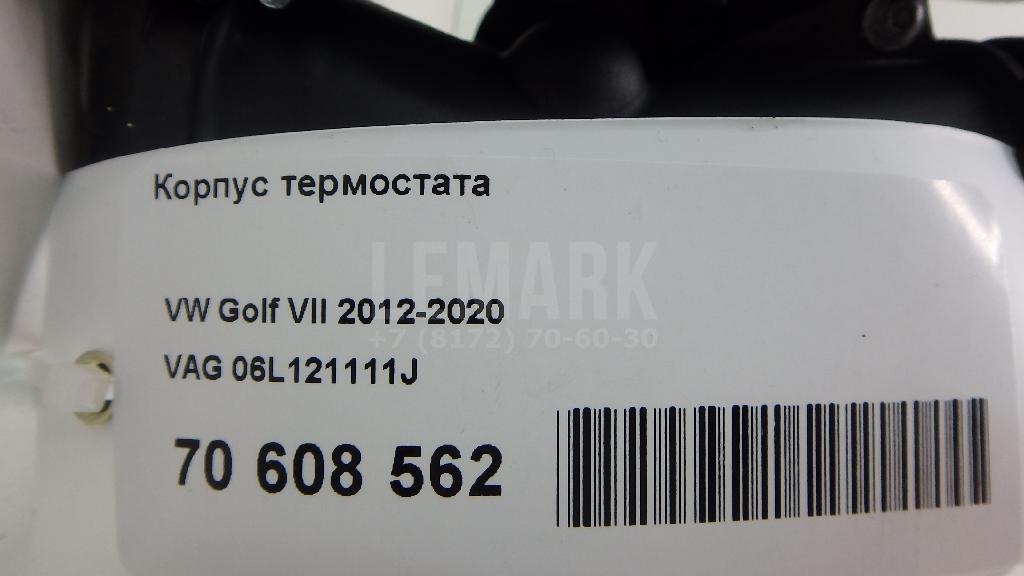 Корпус термостата
LEMARK
VW Golf VII 2012-2020
+7 (8172) 70-60-30
VAG 06L121111J
70 608 562